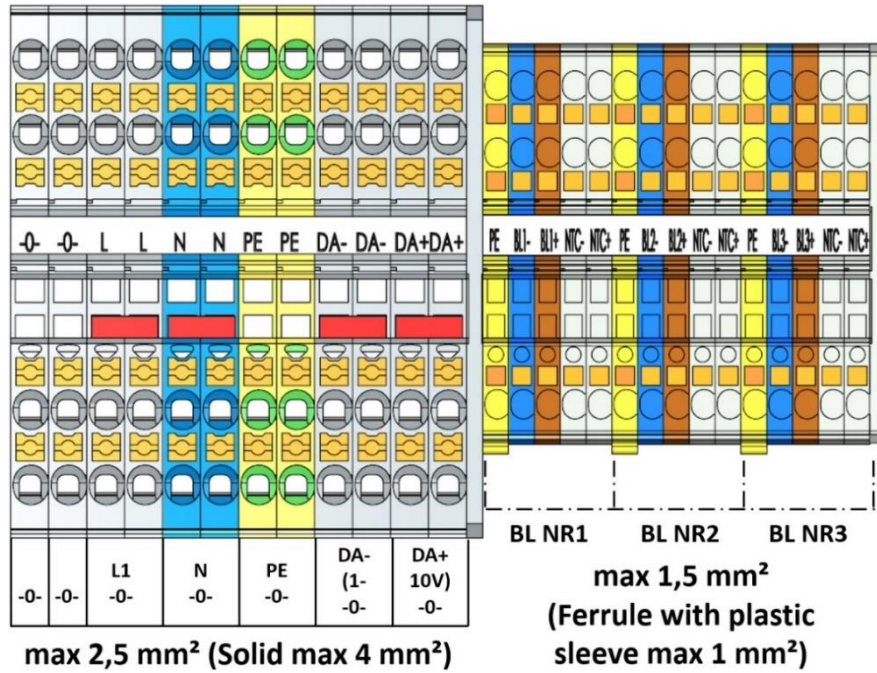 -0- -0- L L N N PE PE DA- DA- DA+ DA+
PE BL1- BL1+ NTC- NTC+ PE BL2- BL2+ NTC- NTC+ PE BL3- BL3+ NTC- NTC+
-0-
-0-
L1
-0-
N
-0-
PE
-0-
DA-
(1-
-0-
DA+
10V)
-0-
max 2,5 mm² (Solid max 4 mm²)
BL NR1 BL NR2 BL NR3
max 1,5 mm²
(Ferrule with plastic
sleeve max 1 mm²)